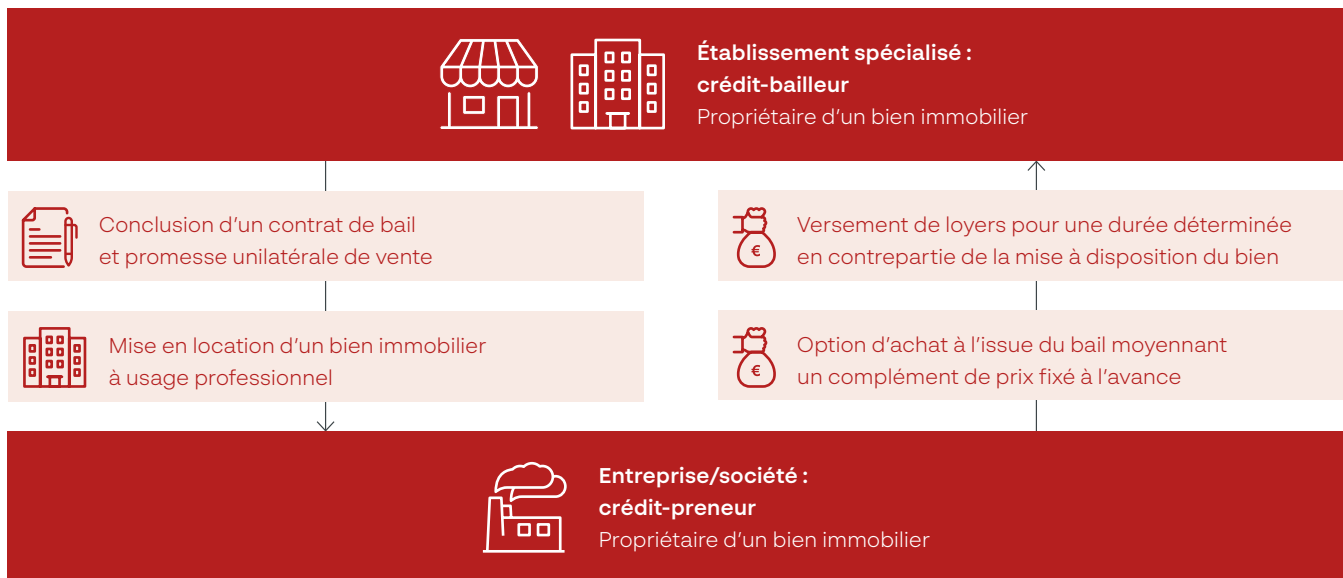 Établissement spécialisé :
crédit-bailleur
Propriétaire d’un bien immobilier
Conclusion d’un contrat de bail
et promesse unilatérale de vente
Mise en location d’un bien immobilier
à usage professionnel
Versement de loyers pour une durée déterminée
en contrepartie de la mise à disposition du bien
€
Option d’achat à l’issue du bail moyennant
un complément de prix fixé à l’avance
€
Entreprise/société :
crédit-preneur
Propriétaire d’un bien immobilier